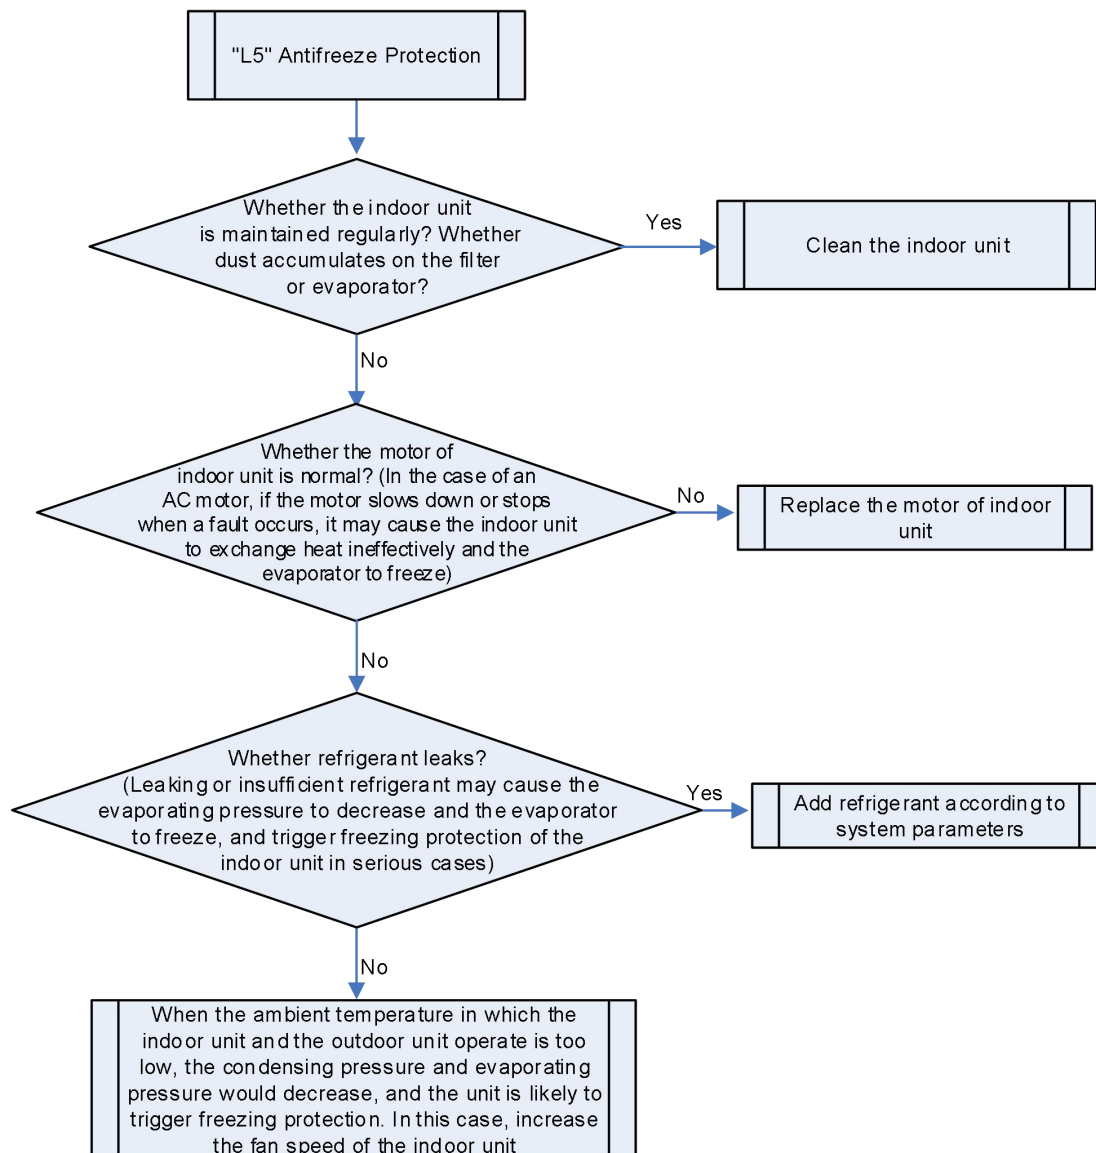 "L5" Antifreeze Protection
Whether the indoor unit
is maintained regularly? Whether
dust accumulates on the filter
or evaporator?
Yes
Clean the indoor unit
No
Whether the motor of
indoor unit is normal? (In the case of an
AC motor, if the motor slows down or stops
when a fault occurs, it may cause the indoor unit
to exchange heat ineffectively and the
evaporator to freeze)
No
Replace the motor of indoor
unit
No
Whether refrigerant leaks?
(Leaking or insufficient refrigerant may cause the
evaporating pressure to decrease and the evaporator
to freeze, and trigger freezing protection of the
indoor unit in serious cases)
Yes
Add refrigerant according to
system parameters
No
When the ambient temperature in which the
indoor unit and the outdoor unit operate is too
low, the condensing pressure and evaporating
pressure would decrease, and the unit is likely to
trigger freezing protection. In this case, increase
the fan speed of the indoor unit